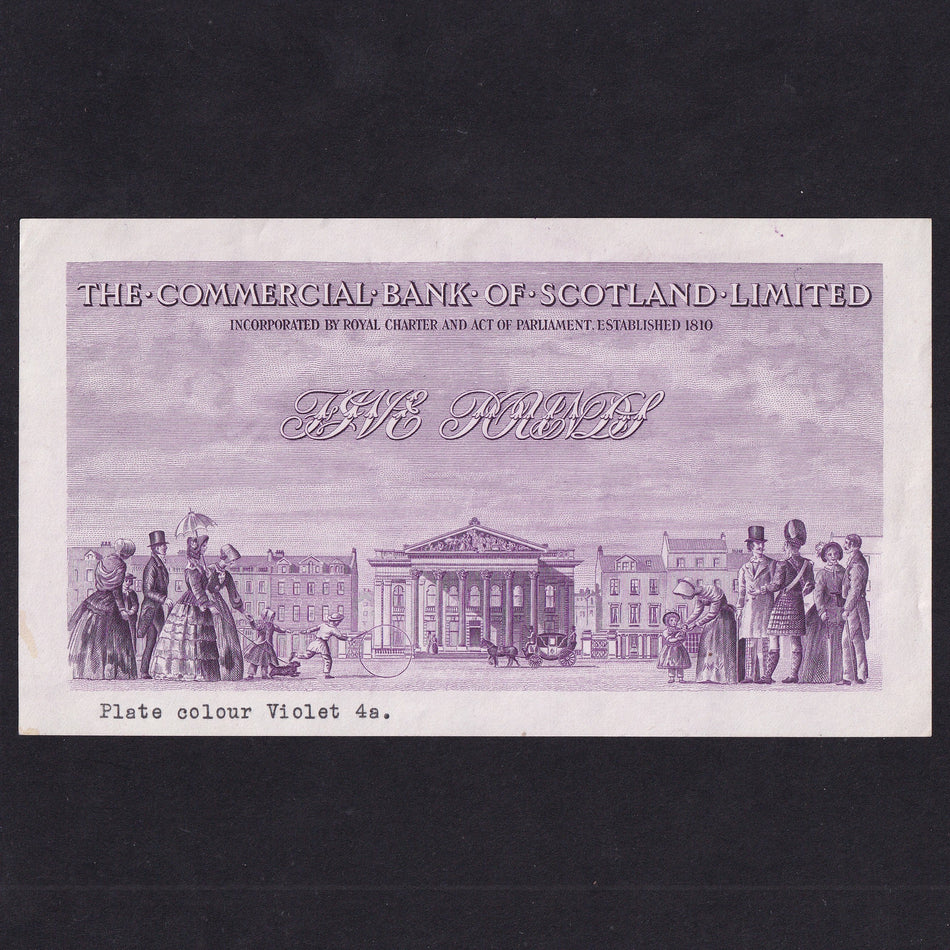 THE·COMMERCIAL·BANK·OF·SCOTLAND·LIMITED
INCORPORATED BY ROYAL CHARTER AND ACT OF PARLIAMENT. ESTABLISHED 1810
FIVE POUNDS
Plate colour Violet 4a.